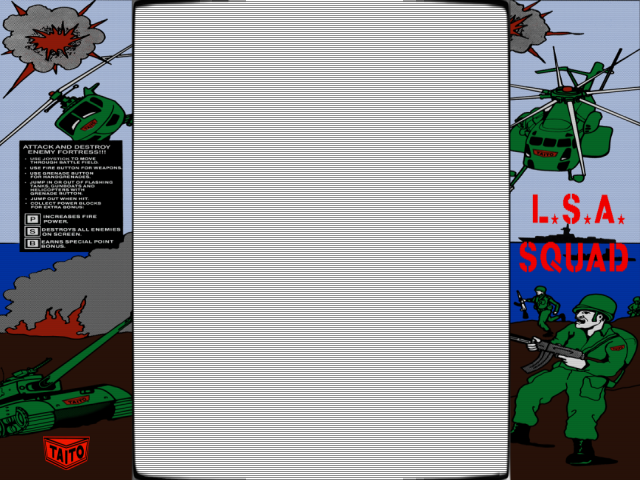 ATTACK AND DESTROY
ENEMY FORTRESS!!!
· USE JOYSTICK TO MOVE
THROUGH BATTLE FIELD.
· USE FIRE BUTTON FOR WEAPONS.
· USE GRENADE BUTTON
FOR HANDGRENADES.
· JUMP IN OR OUT OF FLASHING
TANKS, GUNBOATS AND
HELICOPTERS WITH
GRENADE BUTTON.
· JUMP OUT WHEN HIT.
· COLLECT POWER BLOCKS
FOR EXTRA BONUS:
P INCREASES FIRE
POWER.
S DESTROYS ALL ENEMIES
ON SCREEN.
B EARNS SPECIAL POINT
BONUS.
TAITO
TAITO
TAITO
L.S.A.
SQUAD